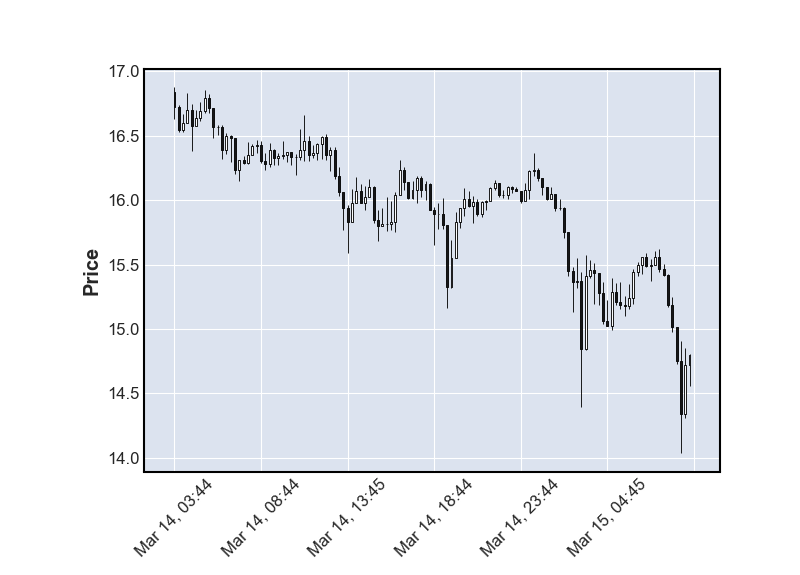 17.0
16.5
16.0
15.5
15.0
14.5
14.0
Price
Mar 14, 03:44
Mar 14, 08:44
Mar 14, 13:45
Mar 14, 18:44
Mar 14, 23:44
Mar 15, 04:45